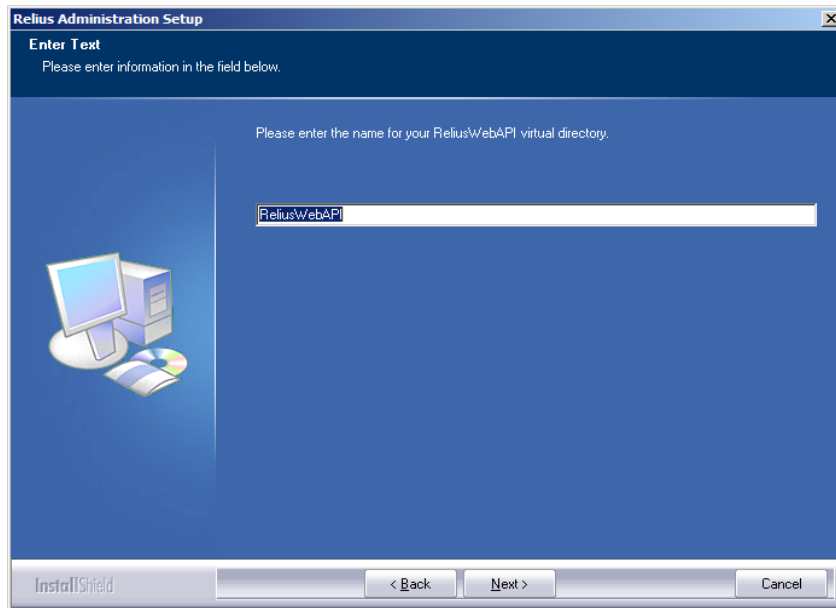 Relius Administration Setup
Enter Text
Please enter information in the field below.
Please enter the name for your ReliusWebAPI virtual directory.
ReliusWebAPI
InstallShield
< Back
Next >
Cancel